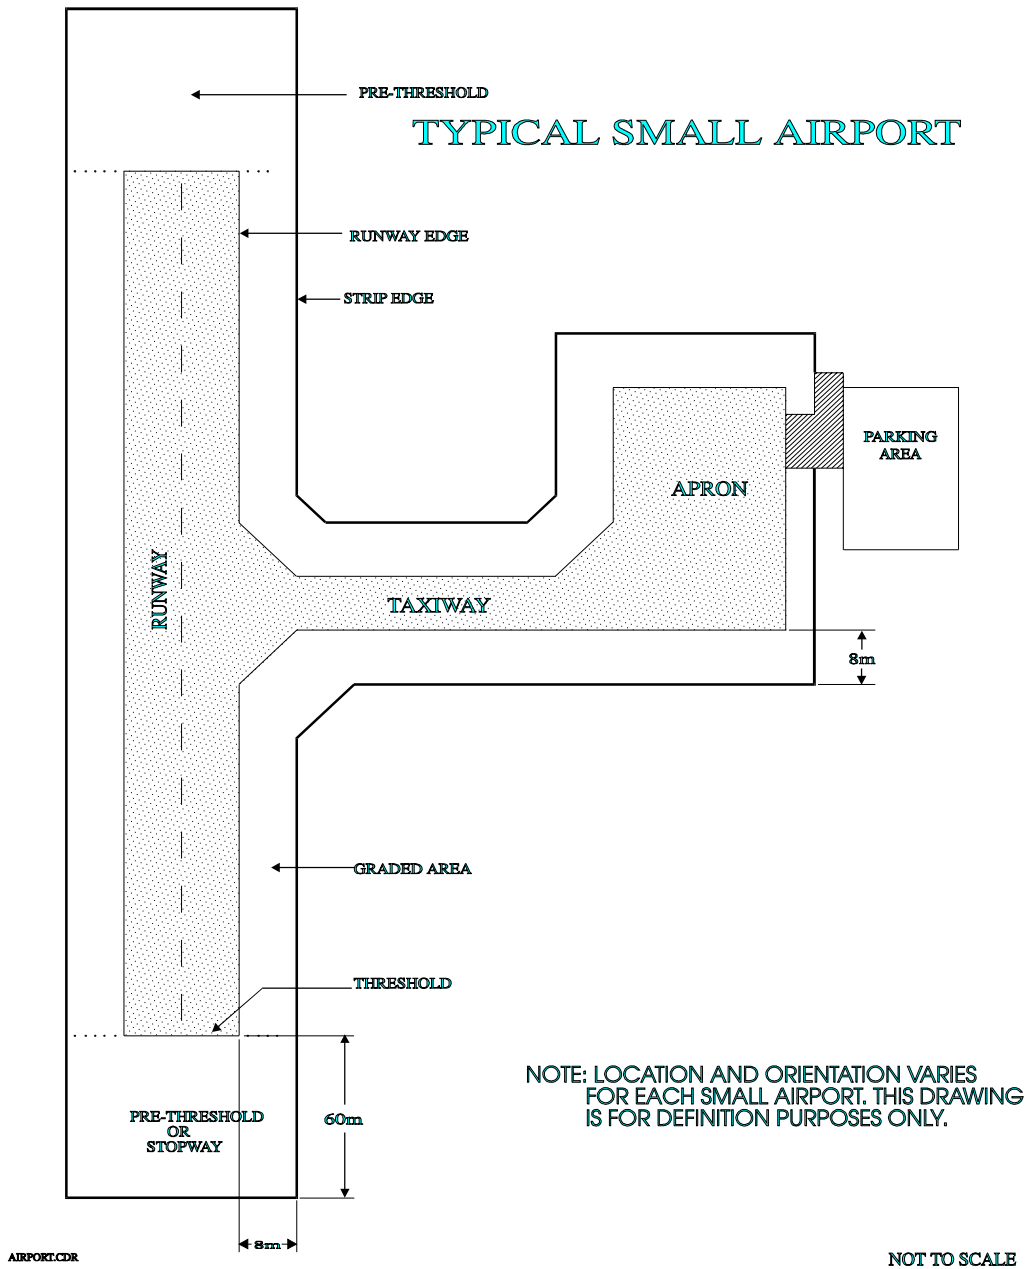 PRE-THRESHOLD
TYPICAL SMALL AIRPORT
RUNWAY EDGE
STRIP EDGE
PARKING
AREA
APRON
RUNWAY
TAXIWAY
8m
GRADED AREA
THRESHOLD
NOTE: LOCATION AND ORIENTATION VARIES
FOR EACH SMALL AIRPORT. THIS DRAWING
IS FOR DEFINITION PURPOSES ONLY.
PRE-THRESHOLD
OR
STOPWAY
60m
8m
AIRPORT.CDR
NOT TO SCALE